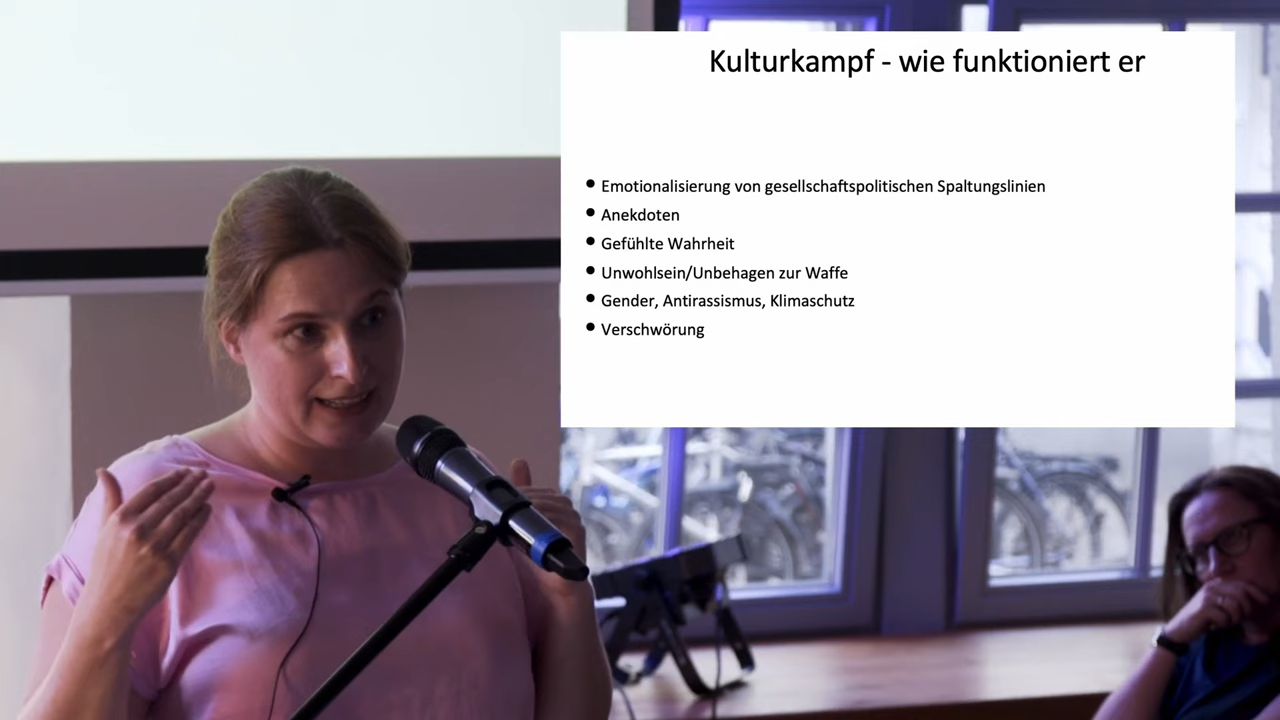 Kulturkampf - wie funktioniert er
Emotionalisierung von gesellschaftspolitischen Spaltungslinien
Anekdoten
Gefühlte Wahrheit
Unwohlsein/Unbehagen zur Waffe
Gender, Antirassismus, Klimaschutz
Verschwörung